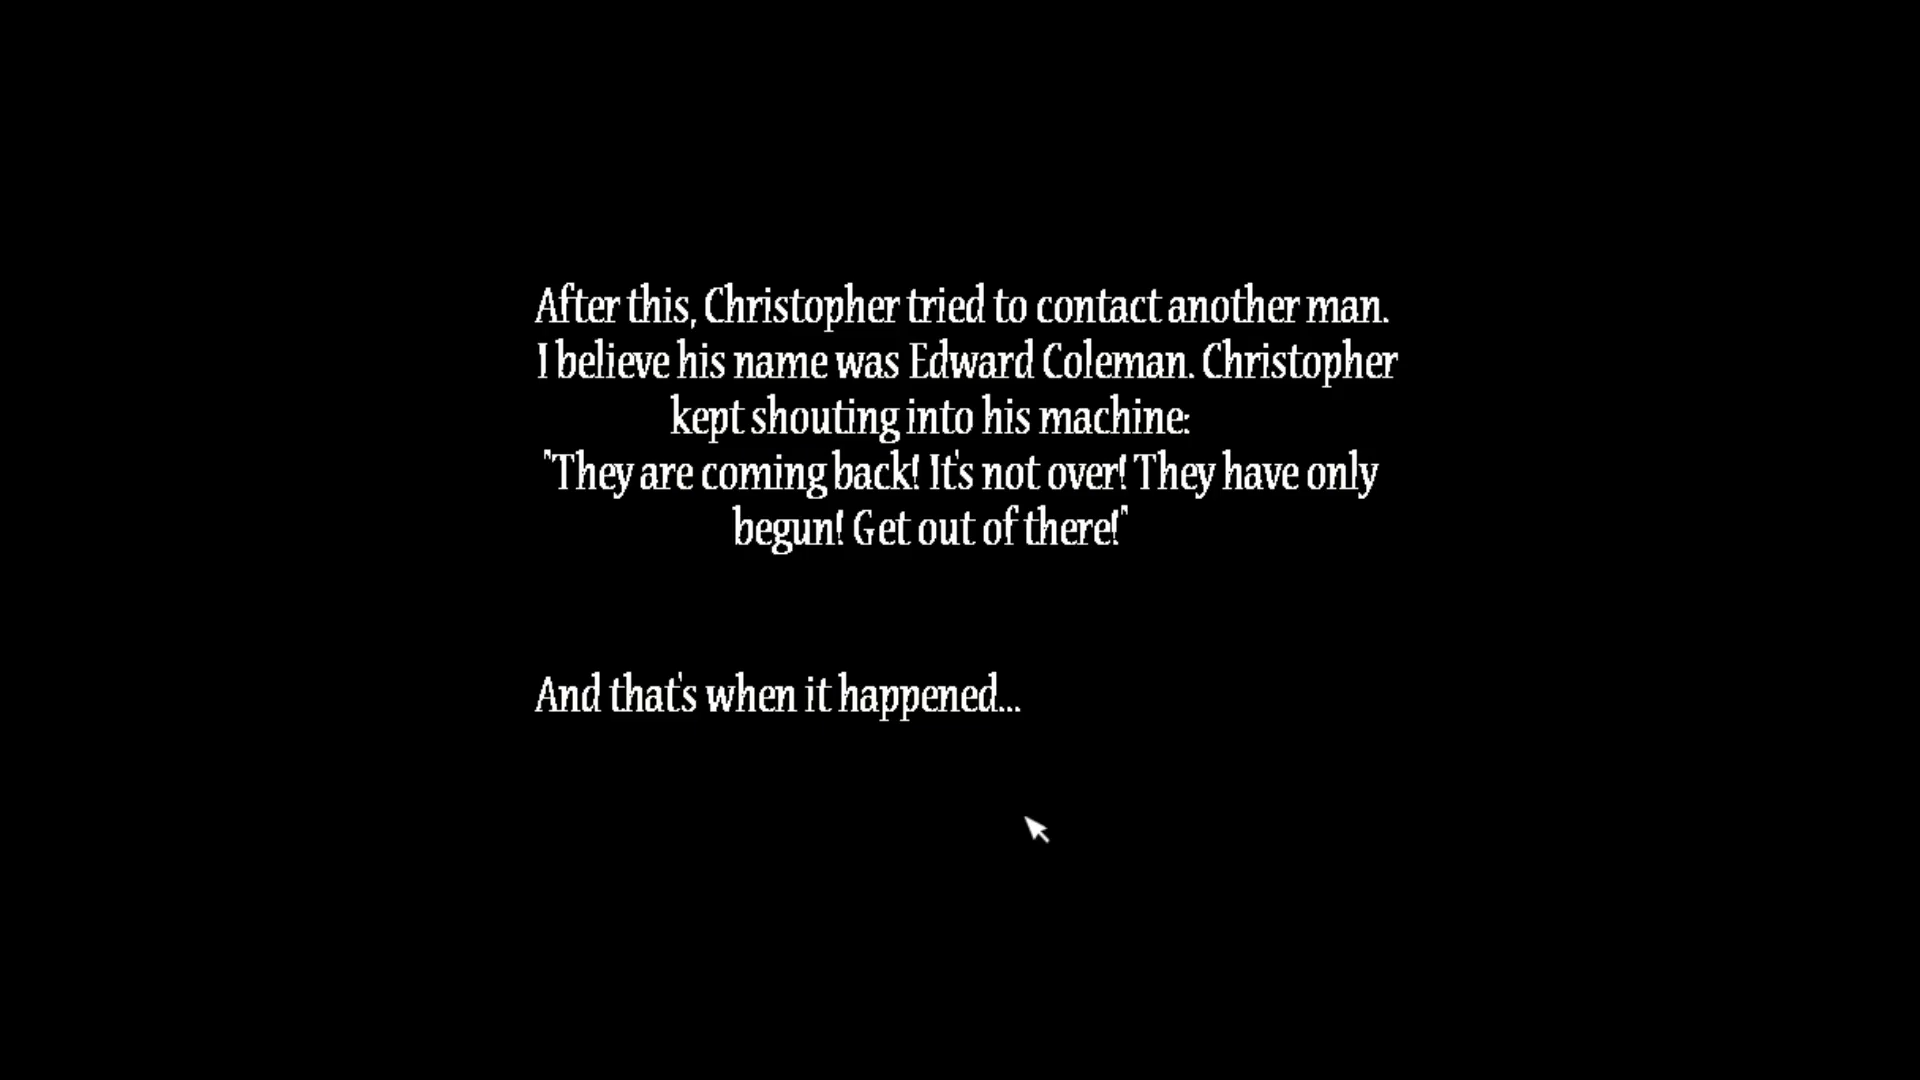 After this, Christopher tried to contact another man.
I believe his name was Edward Coleman. Christopher
kept shouting into his machine:
"They are coming back! It's not over! They have only
begun! Get out of there!"
And that's when it happened...